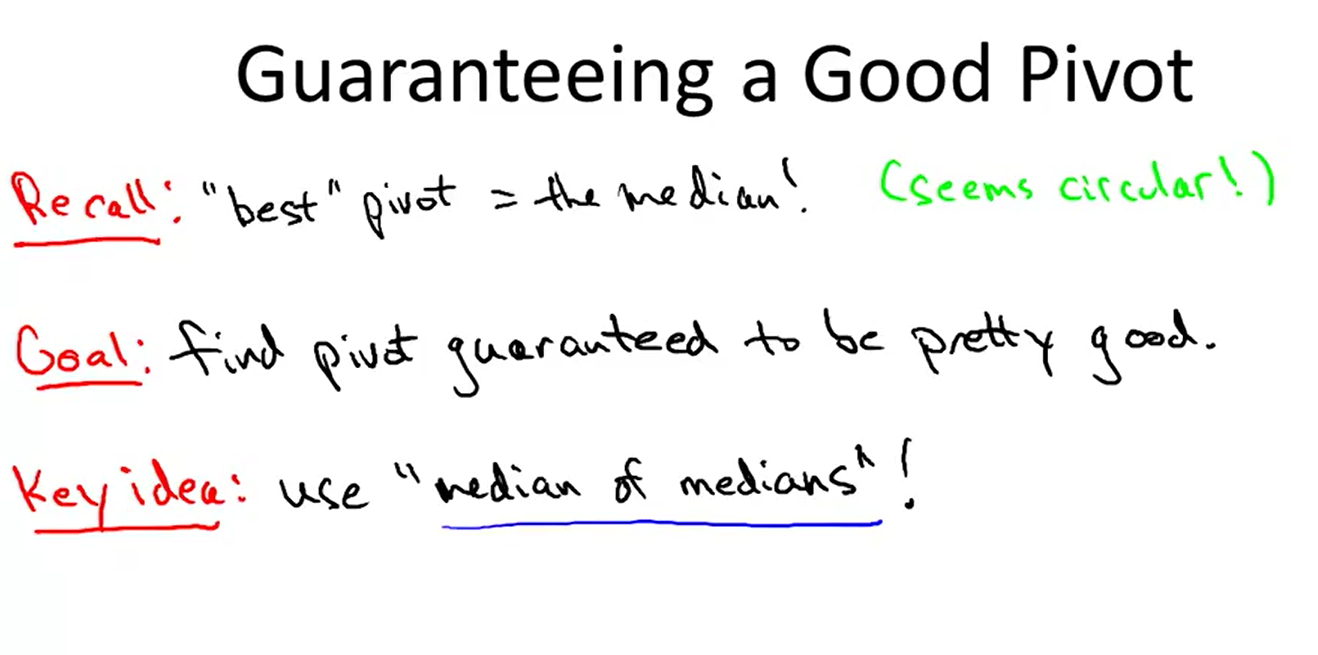 Guaranteeing a Good Pivot
Recall: "best" pivot = the median! (seems circular!)
Goal: find pivot guaranteed to be pretty good.
Key idea: use "median of medians"!